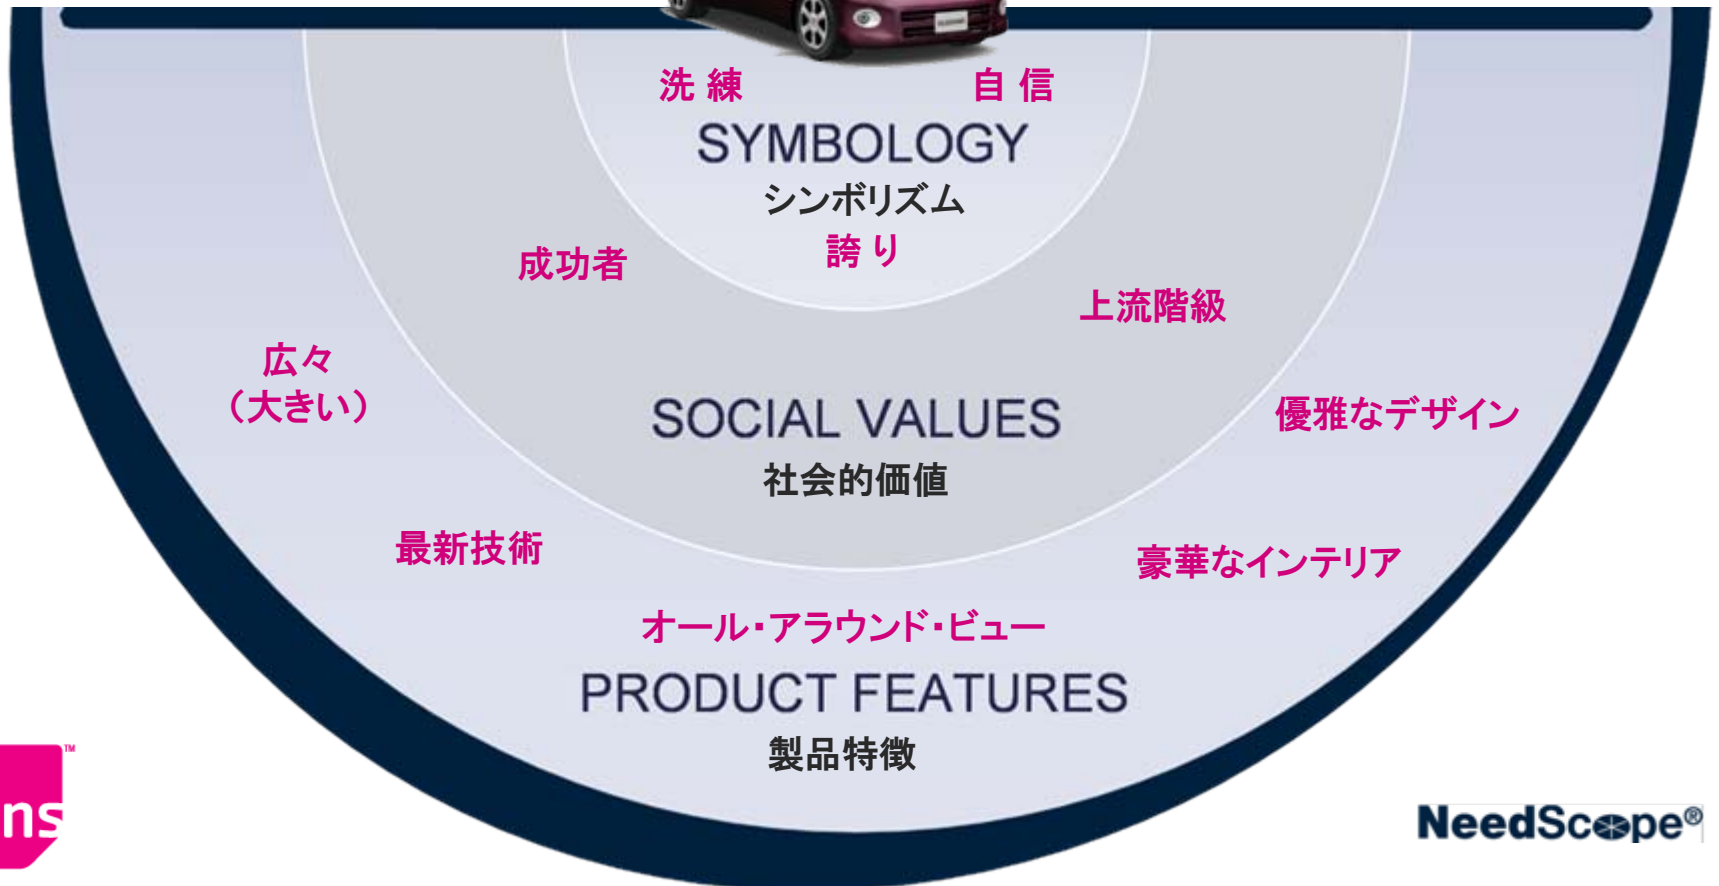 洗 練
自 信
SYMBOLOGY
シンボリズム
誇 り
成功者
上流階級
広々
（大きい）
SOCIAL VALUES
社会的価値
優雅なデザイン
最新技術
豪華なインテリア
オール・アラウンド・ビュー
PRODUCT FEATURES
製品特徴
TM
ns
NeedScope®